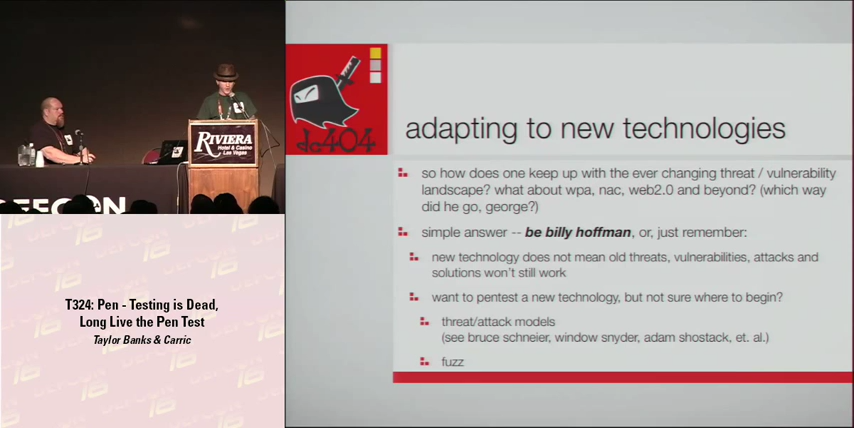 RIVIERA
Hotel & Casino
Las Vegas
DEFCON
T324: Pen - Testing is Dead,
Long Live the Pen Test
Taylor Banks & Carric
dc404
adapting to new technologies
so how does one keep up with the ever changing threat / vulnerability
landscape? what about wpa, nac, web2.0 and beyond? (which way
did he go, george?)
simple answer -- be billy hoffman, or, just remember:
new technology does not mean old threats, vulnerabilities, attacks and
solutions won't still work
want to pentest a new technology, but not sure where to begin?
threat/attack models
(see bruce schneier, window snyder, adam shostack, et. al.)
fuzz